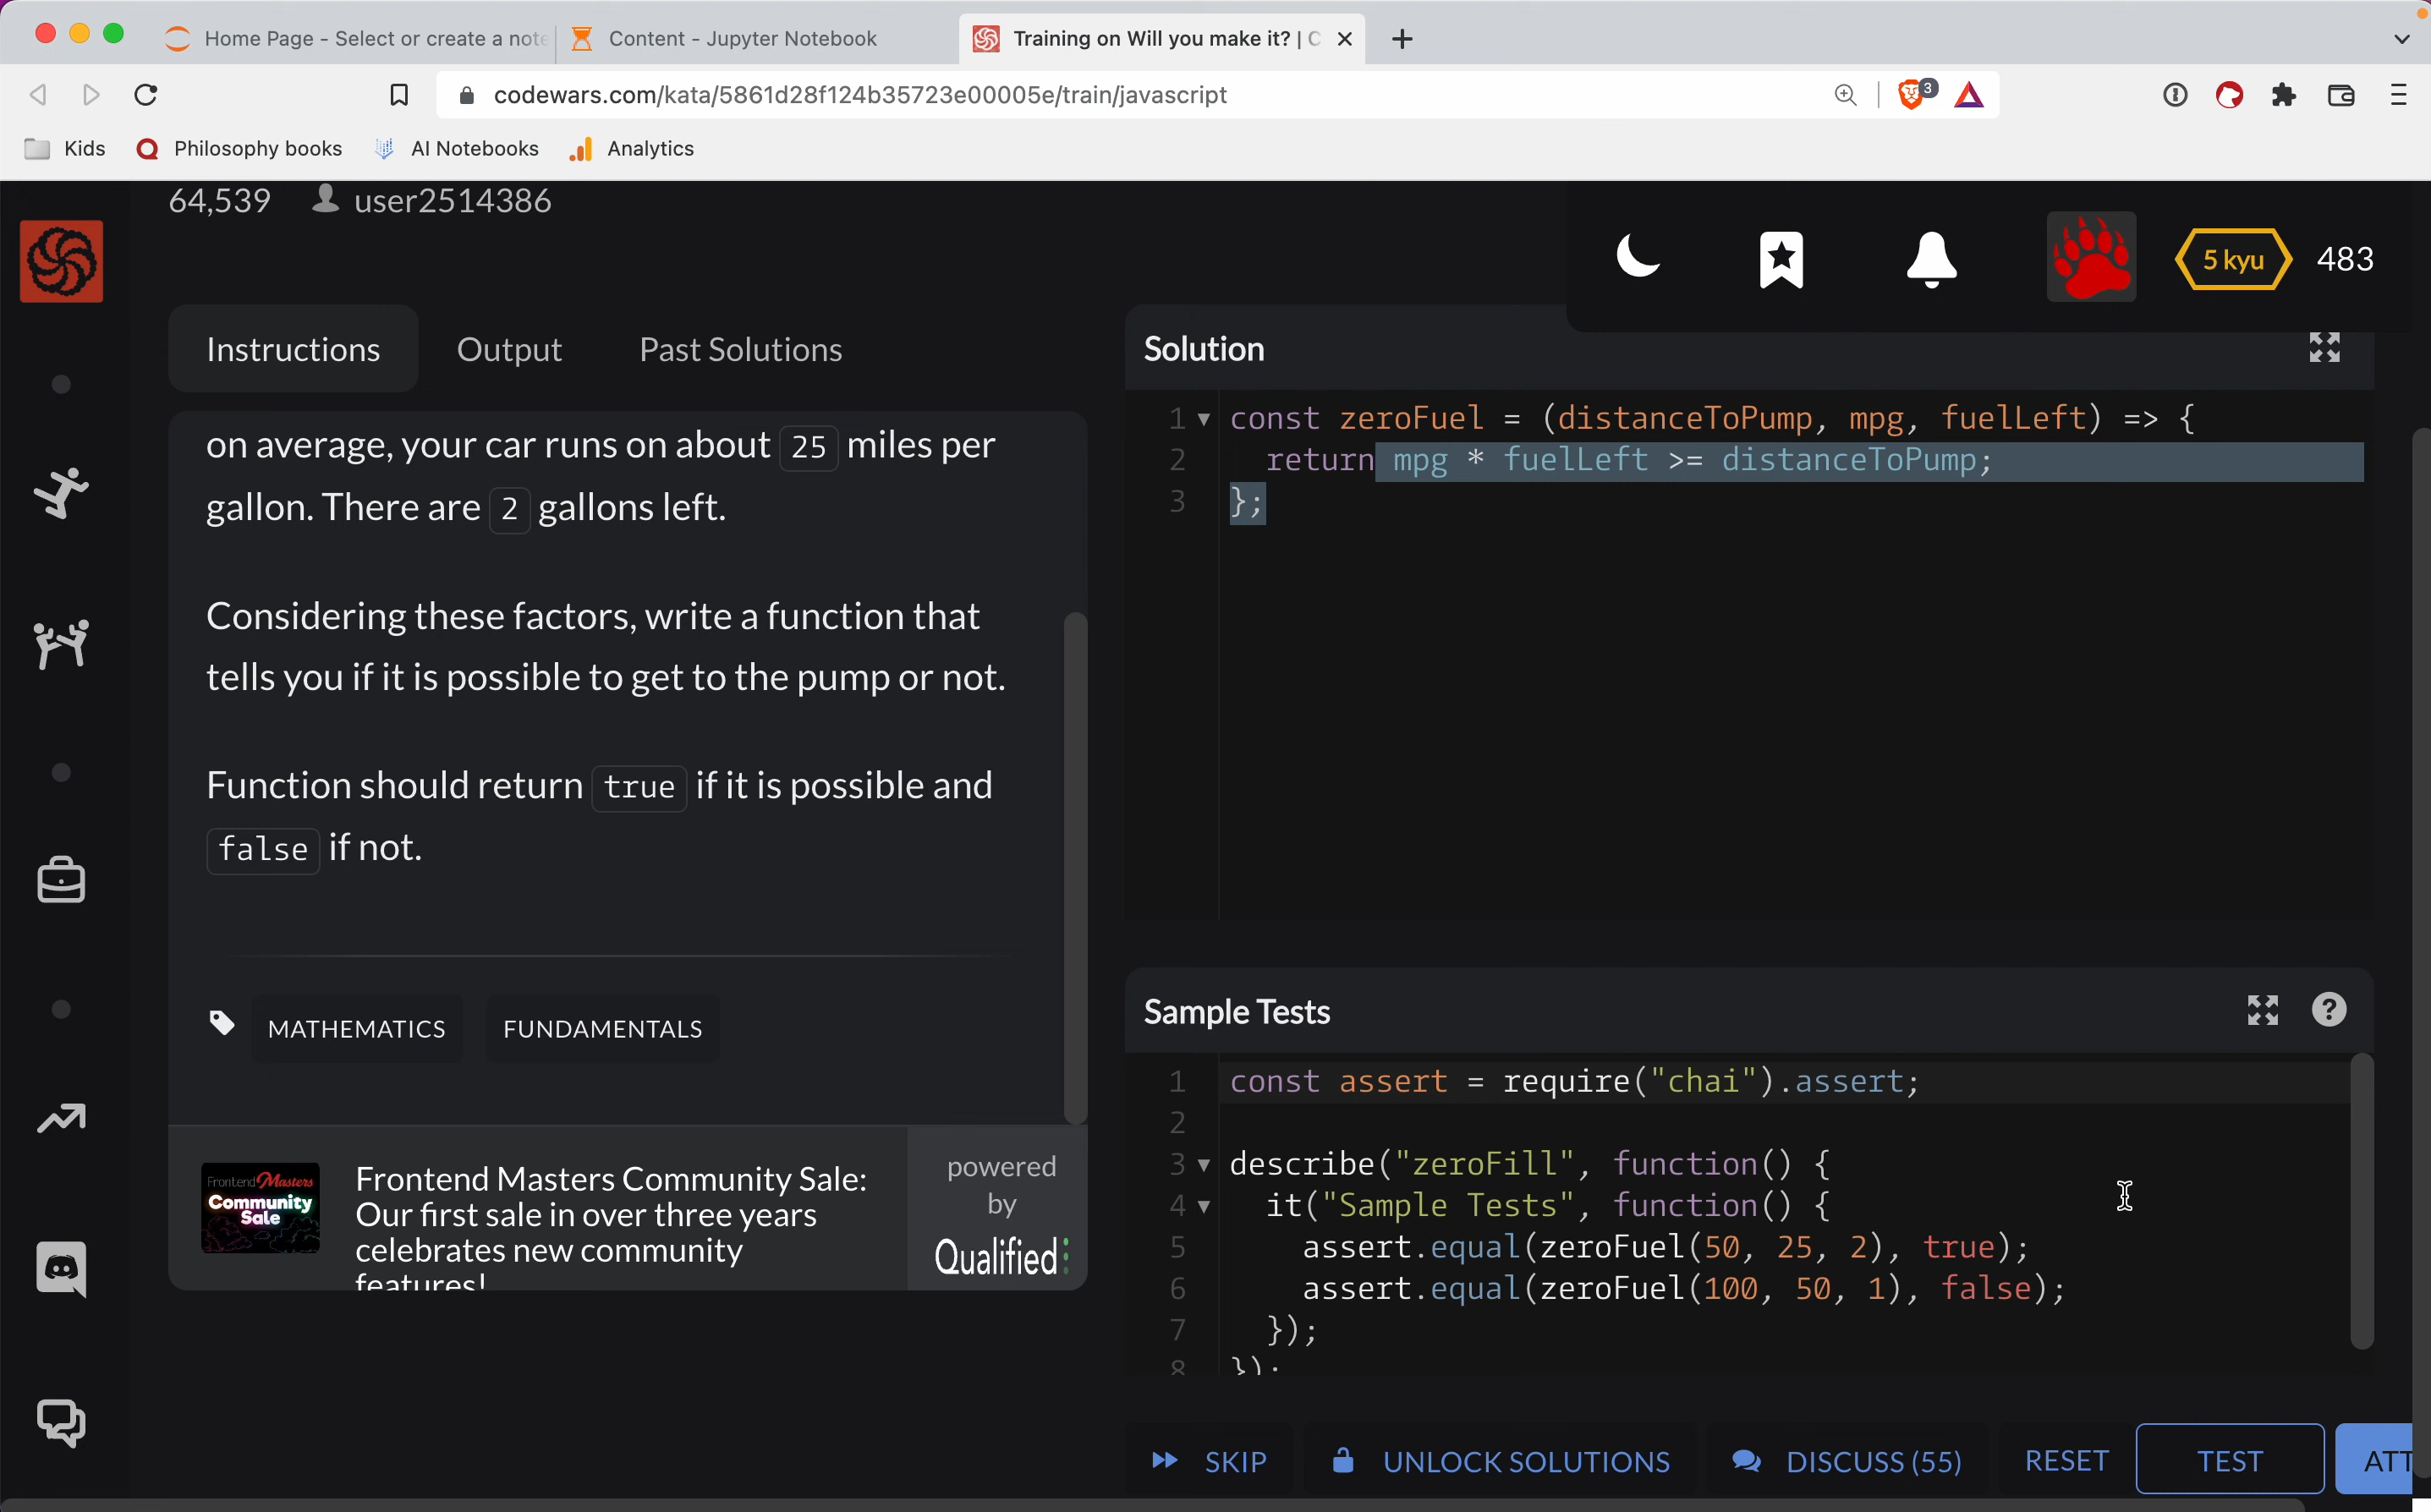 Home Page - Select or create a note
Content - Jupyter Notebook
Training on Will you make it? | C
codewars.com/kata/5861d28f124b35723e00005e/train/javascript
3
Kids
Philosophy books
AI Notebooks
Analytics
64,539
user2514386
5 kyu
483
Instructions
Output
Past Solutions
on average, your car runs on about 25 miles per
gallon. There are 2 gallons left.
Considering these factors, write a function that
tells you if it is possible to get to the pump or not.
Function should return true if it is possible and
false if not.
MATHEMATICS
FUNDAMENTALS
Frontend Masters
Community
Sale
Frontend Masters Community Sale:
Our first sale in over three years
celebrates new community
features!
powered
by
Qualified
Solution
1 const zeroFuel = (distanceToPump, mpg, fuelLeft) => {
2   return mpg * fuelLeft >= distanceToPump;
3 };
Sample Tests
?
1 const assert = require("chai").assert;
2
3 describe("zeroFill", function() {
4   it("Sample Tests", function() {
5     assert.equal(zeroFuel(50, 25, 2), true);
6     assert.equal(zeroFuel(100, 50, 1), false);
7   });
8 });
SKIP
UNLOCK SOLUTIONS
DISCUSS (55)
RESET
TEST
ATT